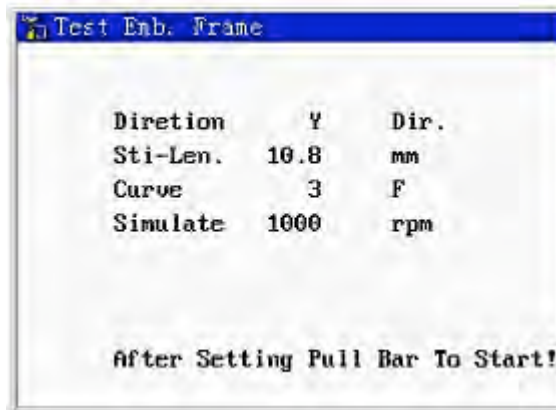 Test Enb. Frame
Diretion Y Dir.
Sti-Len. 10.8 mm
Curve 3 F
Simulate 1000 rpm
After Setting Pull Bar To Start!